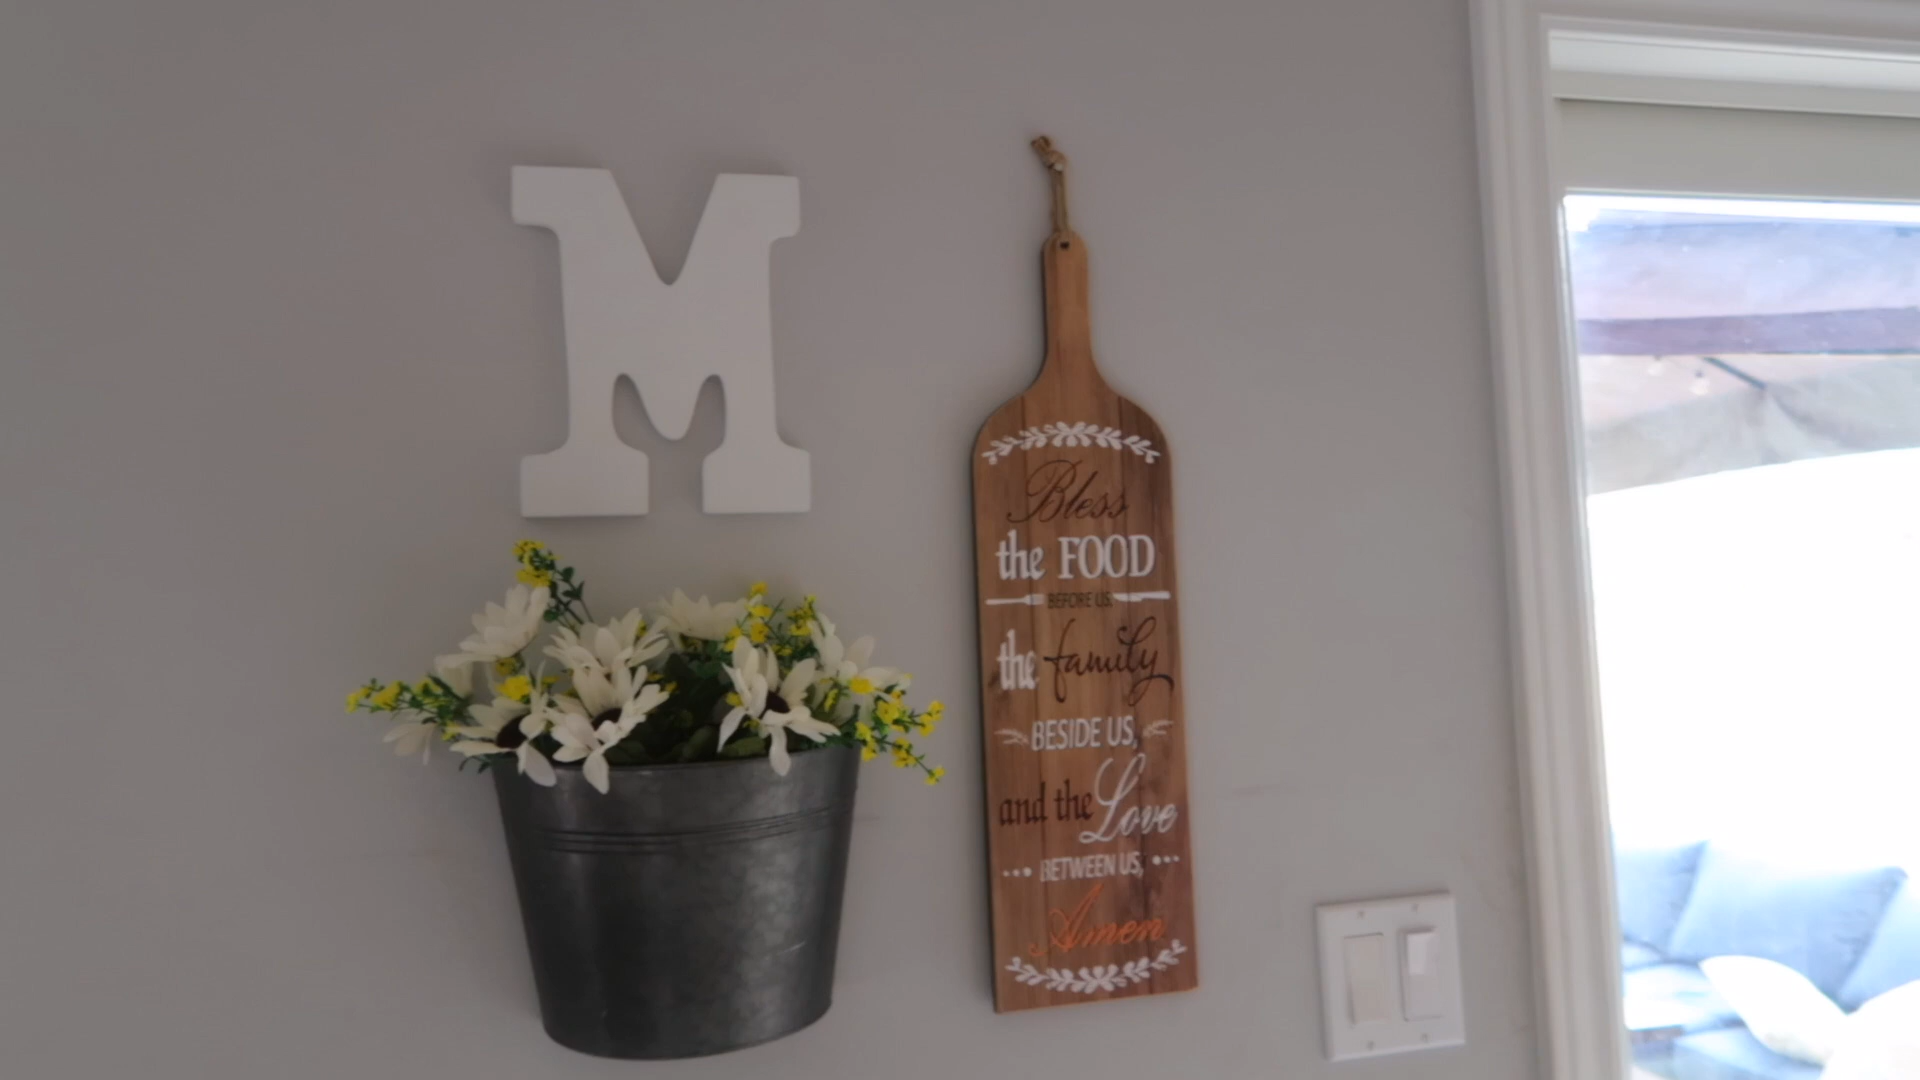 M
Bless
the FOOD
BEFORE US,
the family
BESIDE US,
and the Love
BETWEEN US,
Amen